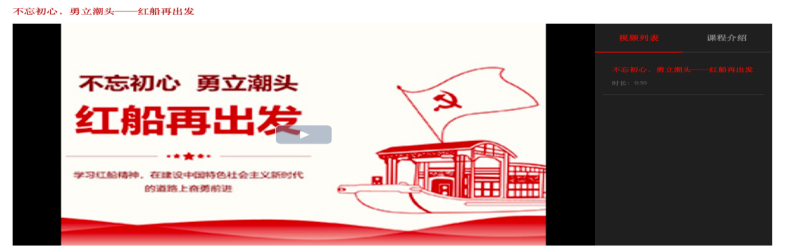 不忘初心，勇立潮头——红船再出发
不忘初心 勇立潮头
红船再出发
学习红船精神，在建设中国特色社会主义新时代
的道路上奋勇前进
视频列表 课程介绍
不忘初心，勇立潮头——红船再出发
时长：